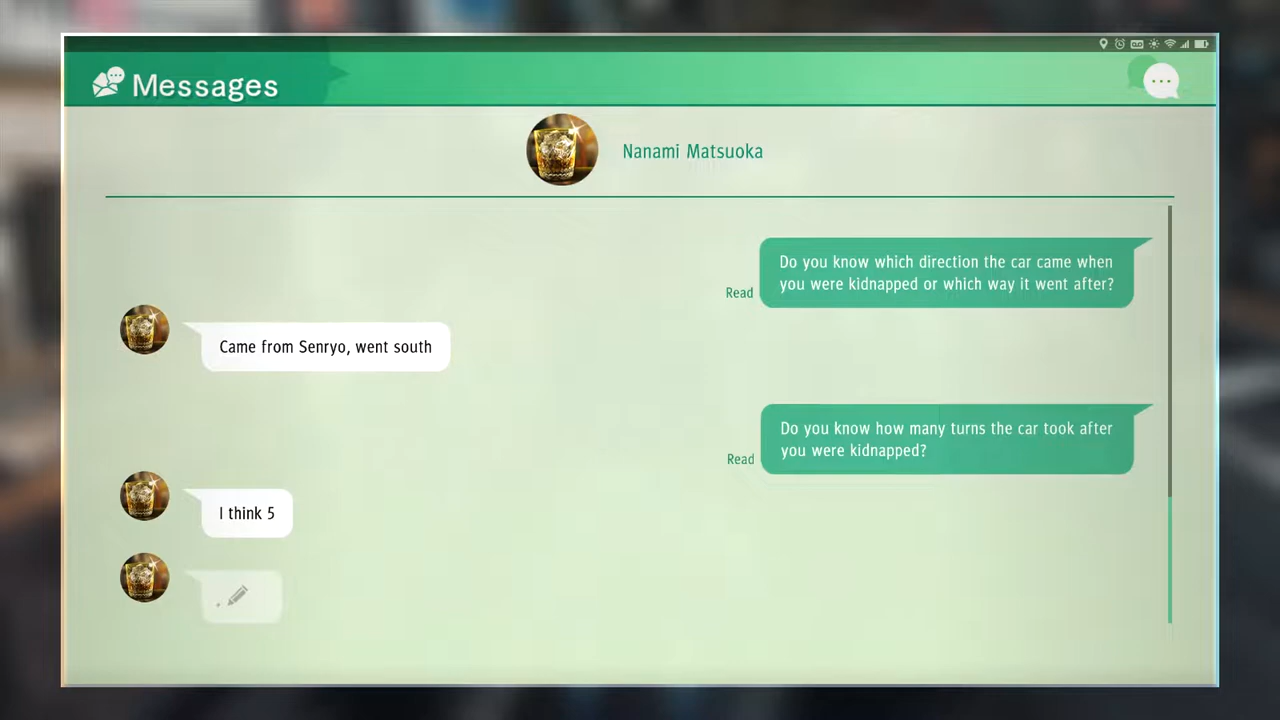 Messages
Nanami Matsuoka
Do you know which direction the car came when
you were kidnapped or which way it went after?
Read
Came from Senryo, went south
Do you know how many turns the car took after
you were kidnapped?
Read
I think 5